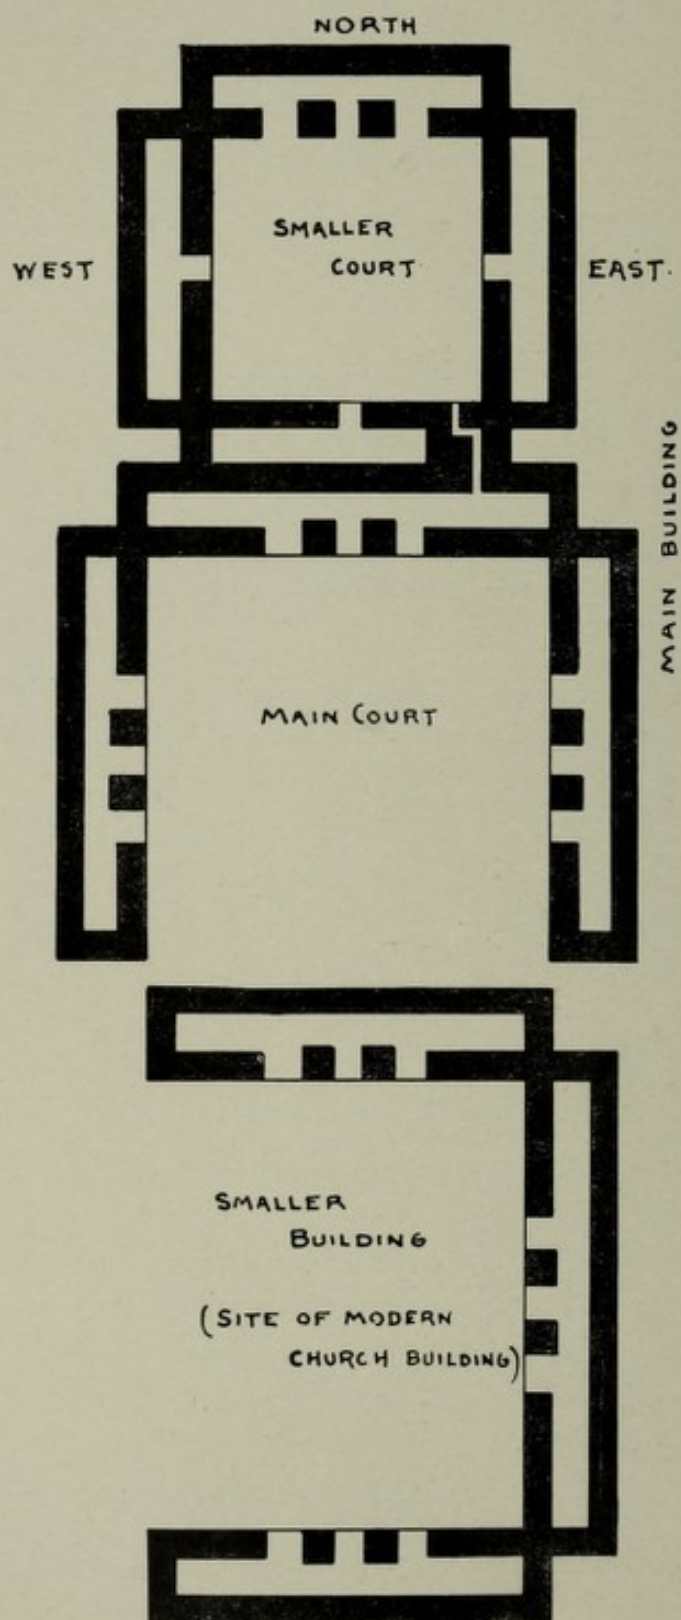 NORTH
SMALLER
COURT
WEST
EAST.
MAIN BUILDING
MAIN COURT
SMALLER
BUILDING
(SITE OF MODERN
CHURCH BUILDING)